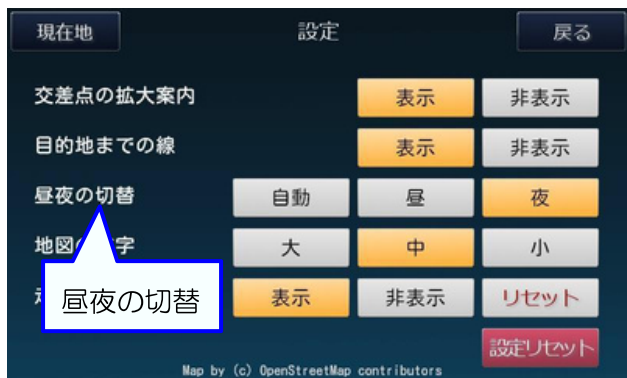 現在地 設定 戻る
交差点の拡大案内 表示 非表示
目的地までの線 表示 非表示
昼夜の切替 自動 昼 夜
地図の 字 大 中 小
昼夜の切替
表示 非表示 リセット
設定リセット
Map by (c) OpenStreetMap contributors